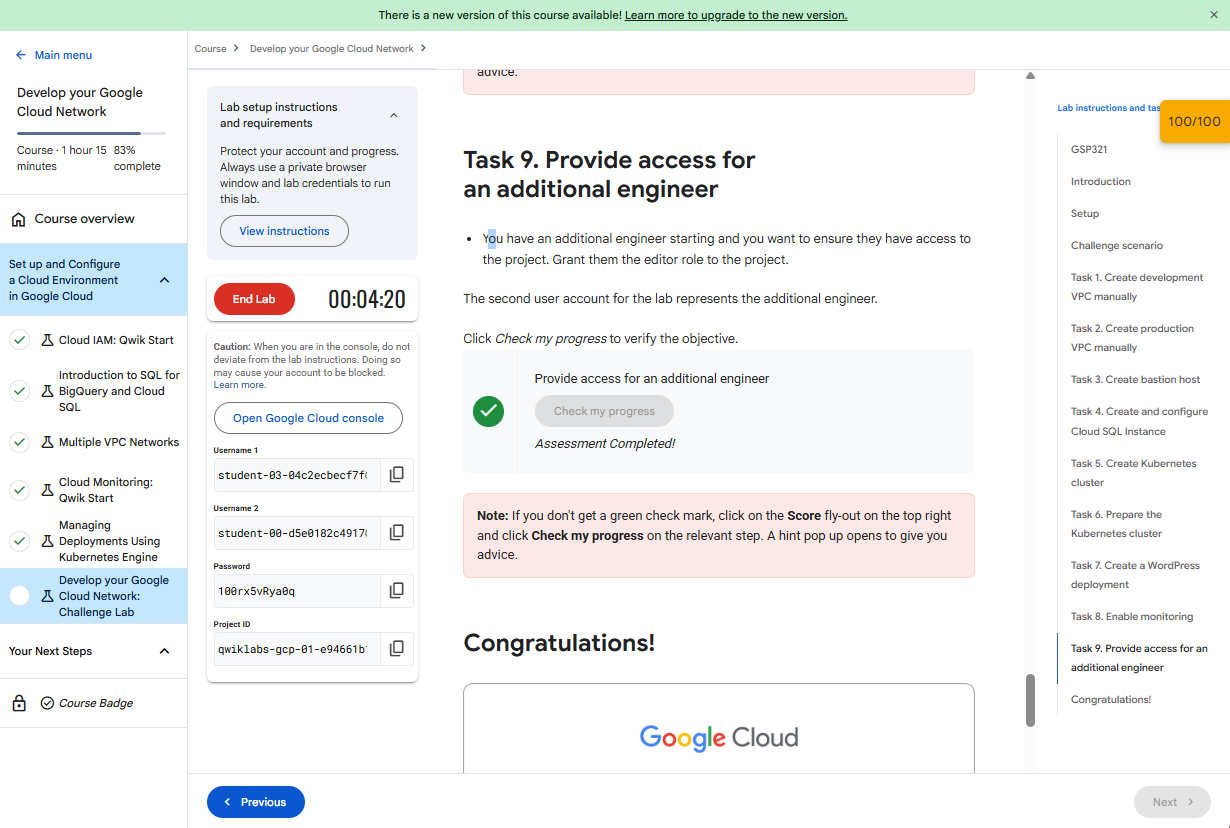 There is a new version of this course available! Learn more to upgrade to the new version.
Main menu
Develop your Google
Cloud Network
Course · 1 hour 15
minutes
83%
complete
Course overview
Set up and Configure
a Cloud Environment
in Google Cloud
Cloud IAM: Qwik Start
Introduction to SQL for
BigQuery and Cloud
SQL
Multiple VPC Networks
Cloud Monitoring:
Qwik Start
Managing
Deployments Using
Kubernetes Engine
Develop your Google
Cloud Network:
Challenge Lab
Your Next Steps
Course Badge
Course
Develop your Google Cloud Network
Lab setup instructions
and requirements
Protect your account and progress.
Always use a private browser
window and lab credentials to run
this lab.
View instructions
End Lab
00:04:20
Caution: When you are in the console, do not
deviate from the lab instructions. Doing so
may cause your account to be blocked.
Learn more.
Open Google Cloud console
Username 1
student-03-04c2ecbecf7f
Username 2
student-00-d5e0182c4917
Password
100rx5vRya0q
Project ID
qwiklabs-gcp-01-e94661b
advice.
Task 9. Provide access for
an additional engineer
You have an additional engineer starting and you want to ensure they have access to
the project. Grant them the editor role to the project.
The second user account for the lab represents the additional engineer.
Click Check my progress to verify the objective.
Provide access for an additional engineer
Check my progress
Assessment Completed!
Note: If you don't get a green check mark, click on the Score fly-out on the top right
and click Check my progress on the relevant step. A hint pop up opens to give you
advice.
Congratulations!
Google Cloud
Previous
Next
Lab instructions and tas
100/100
GSP321
Introduction
Setup
Challenge scenario
Task 1. Create development
VPC manually
Task 2. Create production
VPC manually
Task 3. Create bastion host
Task 4. Create and configure
Cloud SQL Instance
Task 5. Create Kubernetes
cluster
Task 6. Prepare the
Kubernetes cluster
Task 7. Create a WordPress
deployment
Task 8. Enable monitoring
Task 9. Provide access for an
additional engineer
Congratulations!